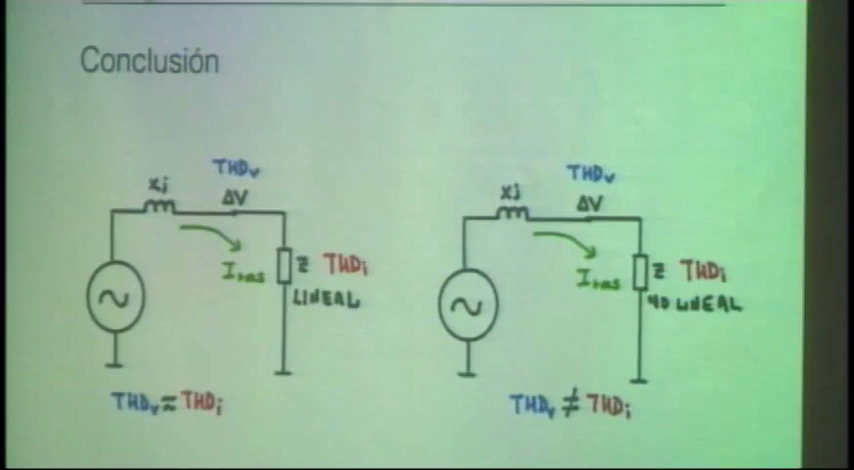 Conclusión
THDv
Xj
ΔV
Irms
Z THDi
LINEAL
THDv ≈ THDi
THDv
Xj
ΔV
Irms
Z THDi
NO LINEAL
THDv ≠ THDi